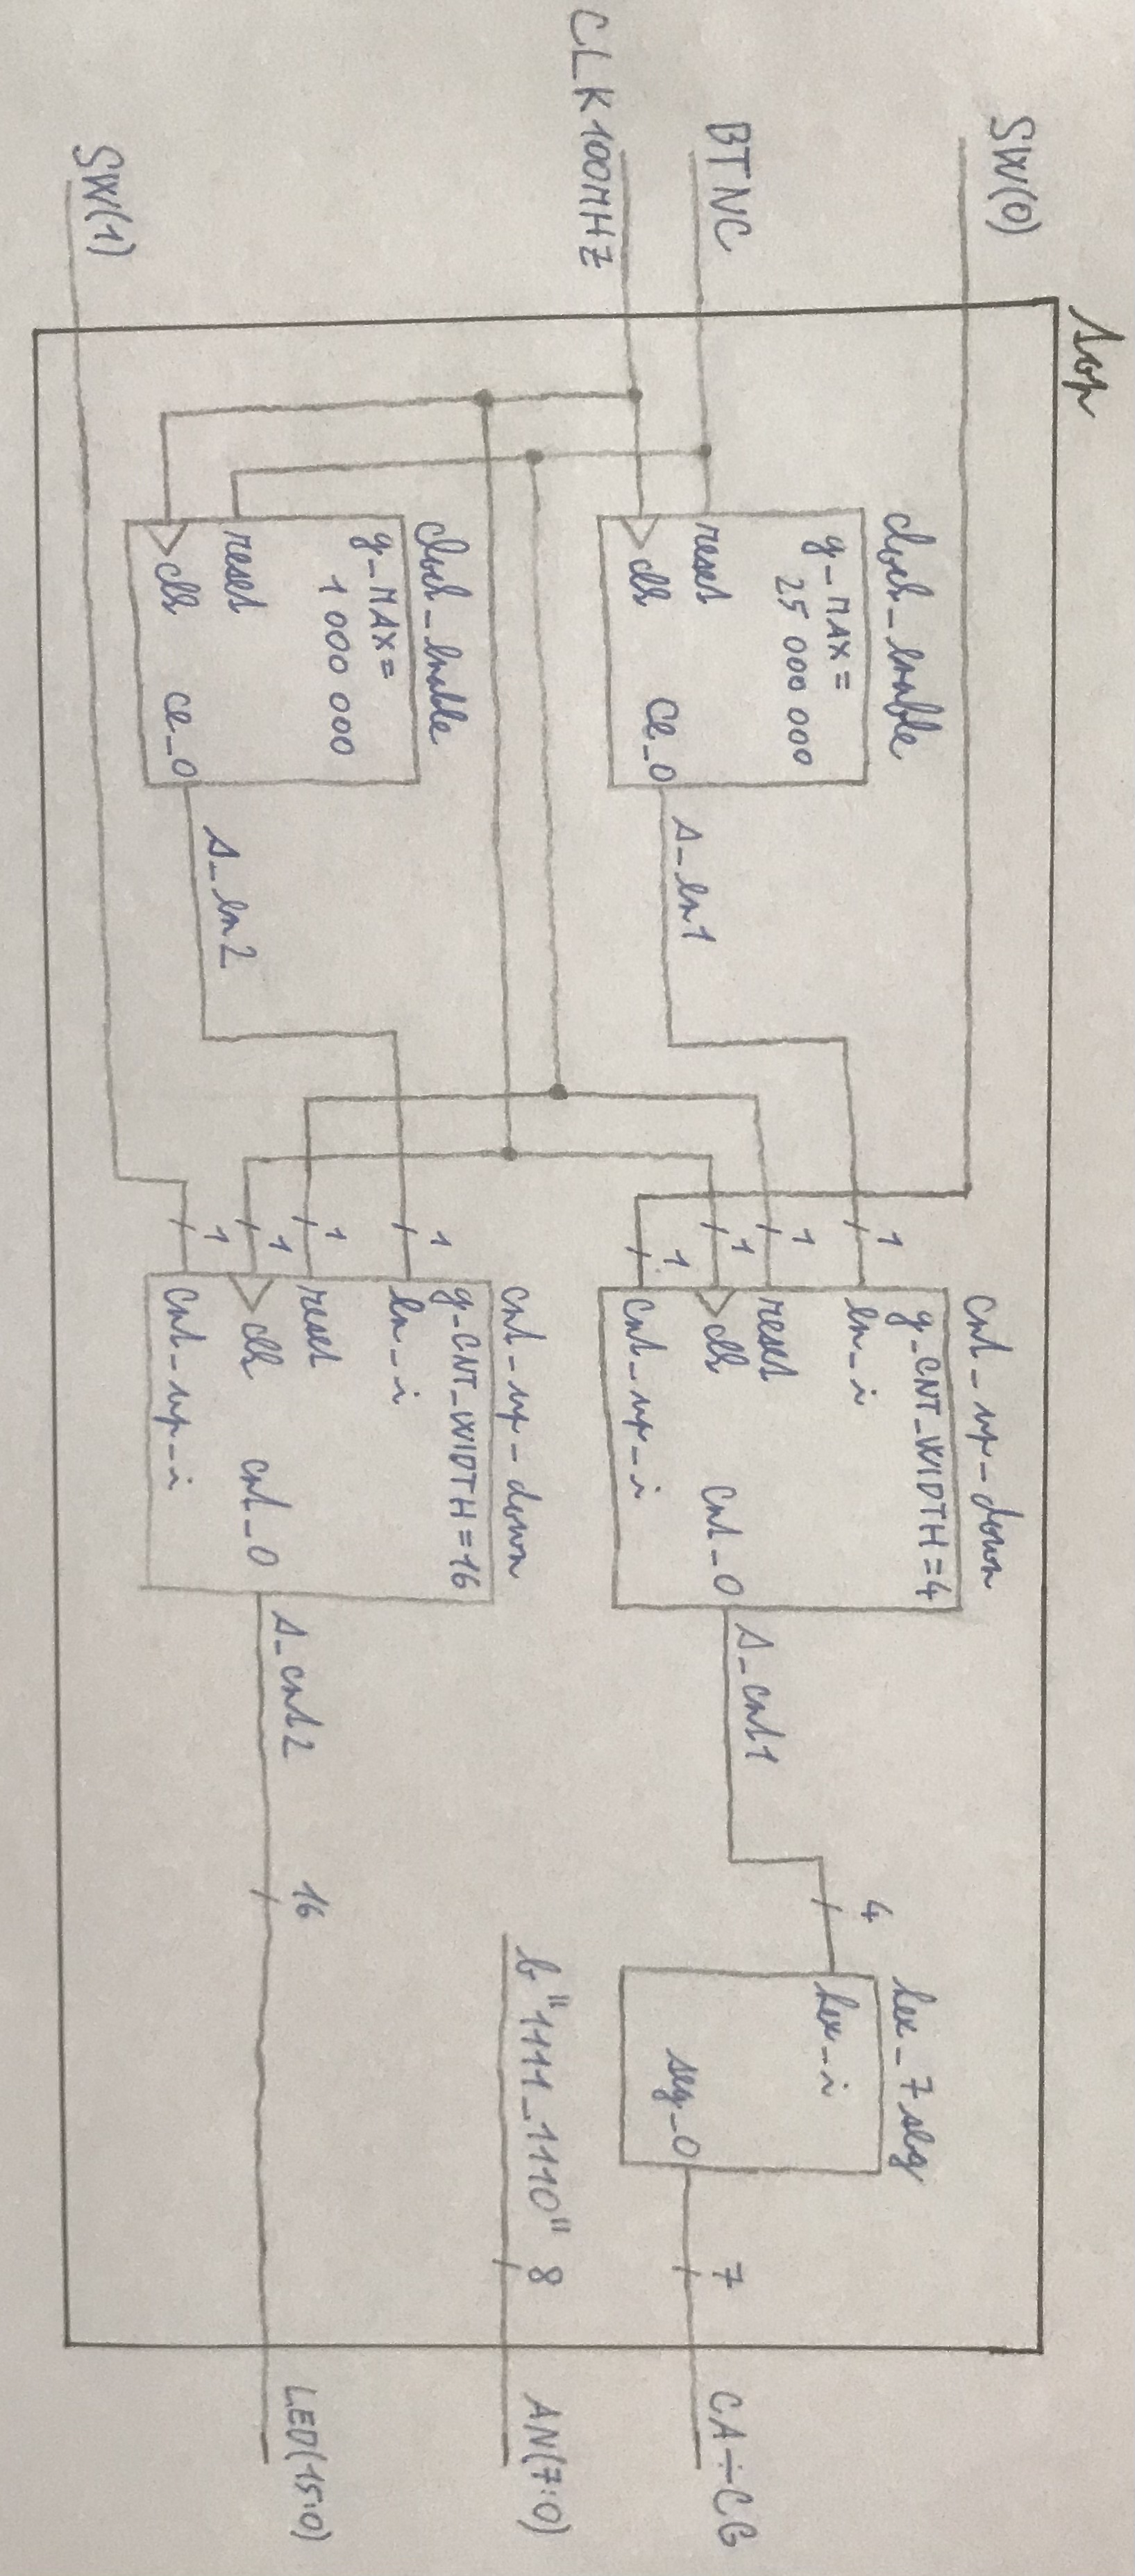 top
SW(0)
BTNC
CLK100MHZ
SW(1)
clock_enable
g_MAX=
25 000 000
reset
clk
ce_o
s_en1
clock_enable
g_MAX=
1 000 000
reset
clk
ce_o
s_en2
cnt_up_down
g_CNT_WIDTH=4
1
en_i
1
reset
1
clk
1
cnt_up_i
cnt_o
s_cnt1
cnt_up_down
g_CNT_WIDTH=16
1
en_i
1
reset
1
clk
1
cnt_up_i
cnt_o
s_cnt2
16
hex_7seg
4
hex_i
seg_o
7
CA÷CG
b"1111_1110"
8
AN(7:0)
LED(15:0)